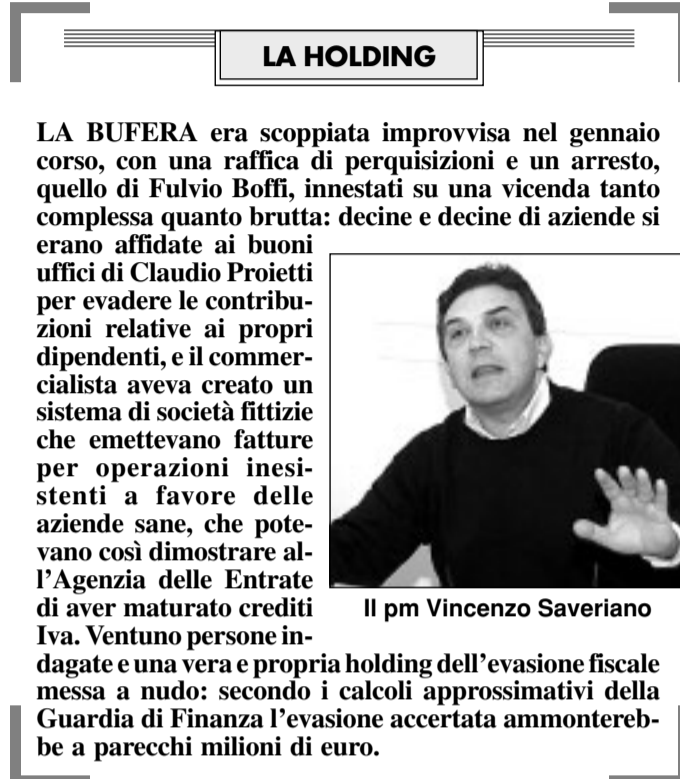 LA HOLDING
LA BUFERA era scoppiata improvvisa nel gennaio
corso, con una raffica di perquisizioni e un arresto,
quello di Fulvio Boffi, innestati su una vicenda tanto
complessa quanto brutta: decine e decine di aziende si
erano affidate ai buoni
uffici di Claudio Proietti
per evadere le contribu-
zioni relative ai propri
dipendenti, e il commer-
cialista aveva creato un
sistema di società fittizie
che emettevano fatture
per operazioni inesi-
stenti a favore delle
aziende sane, che pote-
vano così dimostrare al-
l'Agenzia delle Entrate
di aver maturato crediti
Iva. Ventuno persone in-
dagate e una vera e propria holding dell'evasione fiscale
messa a nudo: secondo i calcoli approssimativi della
Guardia di Finanza l'evasione accertata ammontereb-
be a parecchi milioni di euro.
Il pm Vincenzo Saveriano